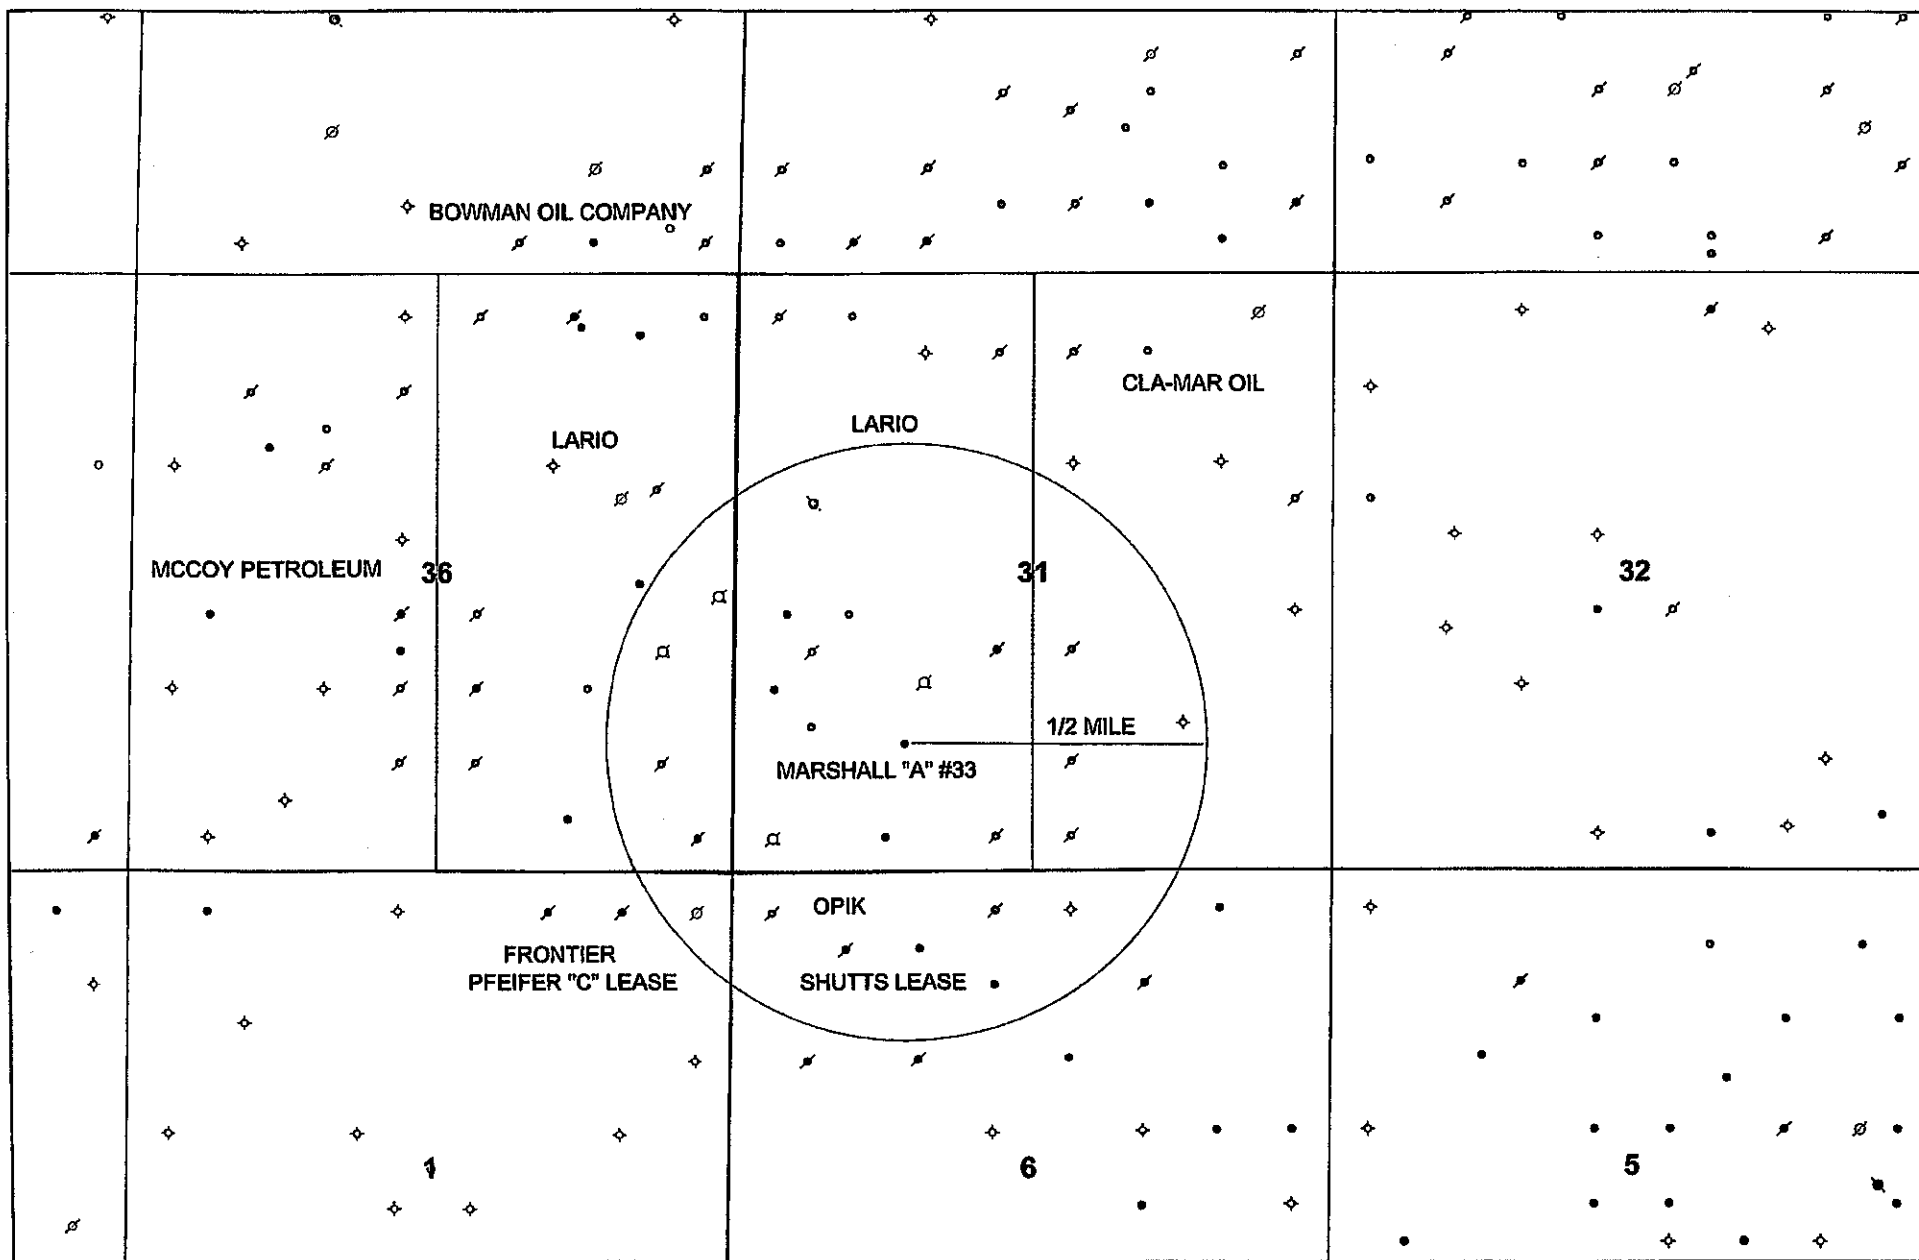 BOWMAN OIL COMPANY
CLA-MAR OIL
LARIO
LARIO
MCCOY PETROLEUM
36
31
32
1/2 MILE
MARSHALL "A" #33
OPIK
FRONTIER
PFEIFER "C" LEASE
SHUTTS LEASE
1
6
5